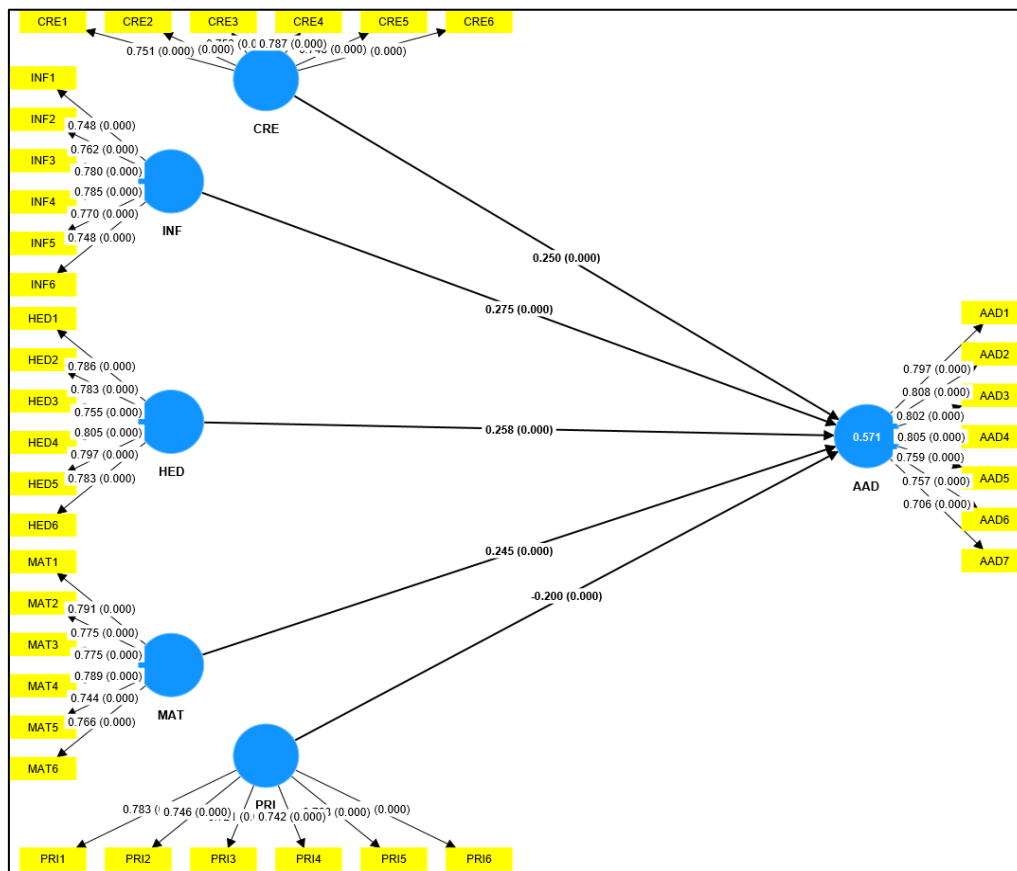 CRE1 CRE2 CRE3 CRE4 CRE5 CRE6
0.751 (0.000) 0.787 (0.000) (0.000)
CRE
INF1
INF2
INF3
INF4
INF5
INF6
0.748 (0.000)
0.762 (0.000)
0.780 (0.000)
0.785 (0.000)
0.770 (0.000)
0.748 (0.000)
INF
HED1
HED2
HED3
HED4
HED5
HED6
0.786 (0.000)
0.783 (0.000)
0.755 (0.000)
0.805 (0.000)
0.797 (0.000)
0.783 (0.000)
HED
MAT1
MAT2
MAT3
MAT4
MAT5
MAT6
0.791 (0.000)
0.775 (0.000)
0.775 (0.000)
0.789 (0.000)
0.744 (0.000)
0.766 (0.000)
MAT
0.250 (0.000)
0.275 (0.000)
0.258 (0.000)
0.245 (0.000)
-0.200 (0.000)
0.571
AAD
AAD1
AAD2
AAD3
AAD4
AAD5
AAD6
AAD7
0.797 (0.000)
0.808 (0.000)
0.802 (0.000)
0.805 (0.000)
0.759 (0.000)
0.757 (0.000)
0.706 (0.000)
PRI
0.783 0.746 (0.000) 0.742 (0.000) (0.000) (0.000)
PRI1 PRI2 PRI3 PRI4 PRI5 PRI6